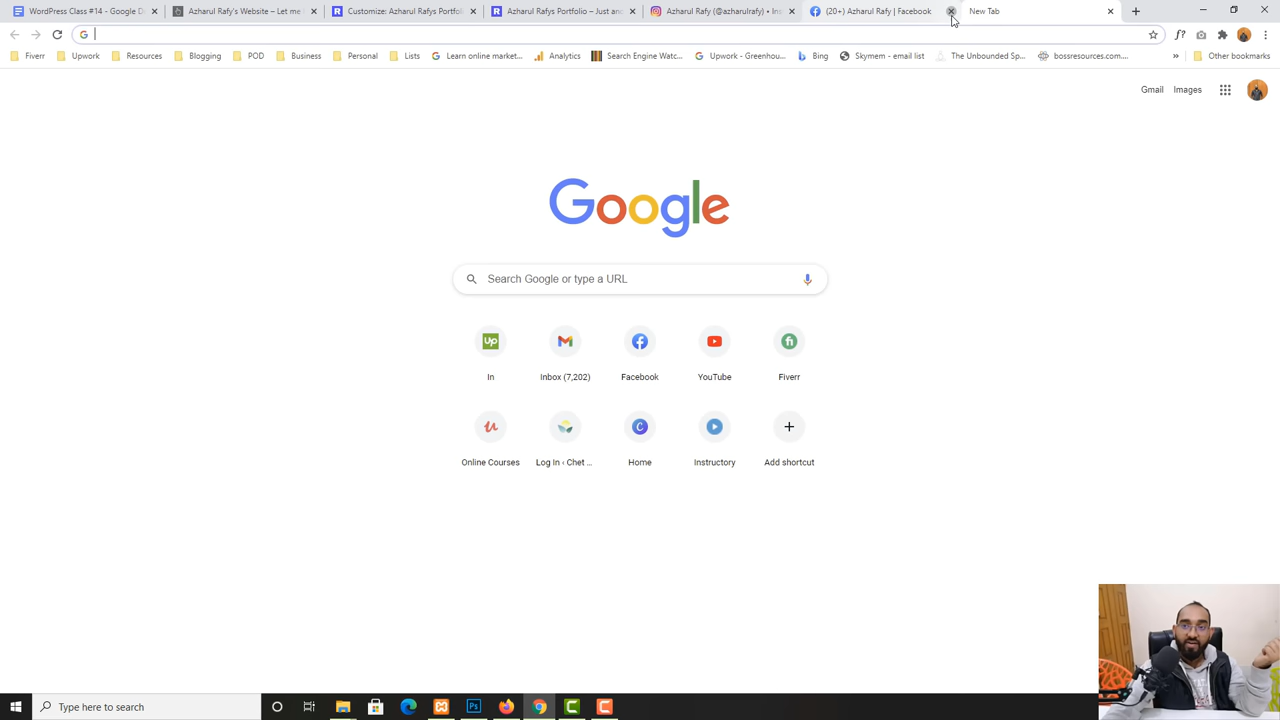 WordPress Class #14 - Google D
Azharul Rafy's Website – Let me
Customize: Azharul Rafys Portfoli
Azharul Rafys Portfolio – Just an
Azharul Rafy (@azharulrafy) • Ins
(20+) Azharul Rafy | Facebook
New Tab
Fiverr
Upwork
Resources
Blogging
POD
Business
Personal
Lists
Learn online market...
Analytics
Search Engine Watc...
Upwork - Greenhou...
Bing
Skymem - email list
The Unbounded Sp...
bossresources.com...
»
Other bookmarks
Gmail
Images
Google
Search Google or type a URL
In
Inbox (7,202)
Facebook
YouTube
Fiverr
Online Courses
Log In ‹ Chet ...
Home
Instructory
Add shortcut
Type here to search